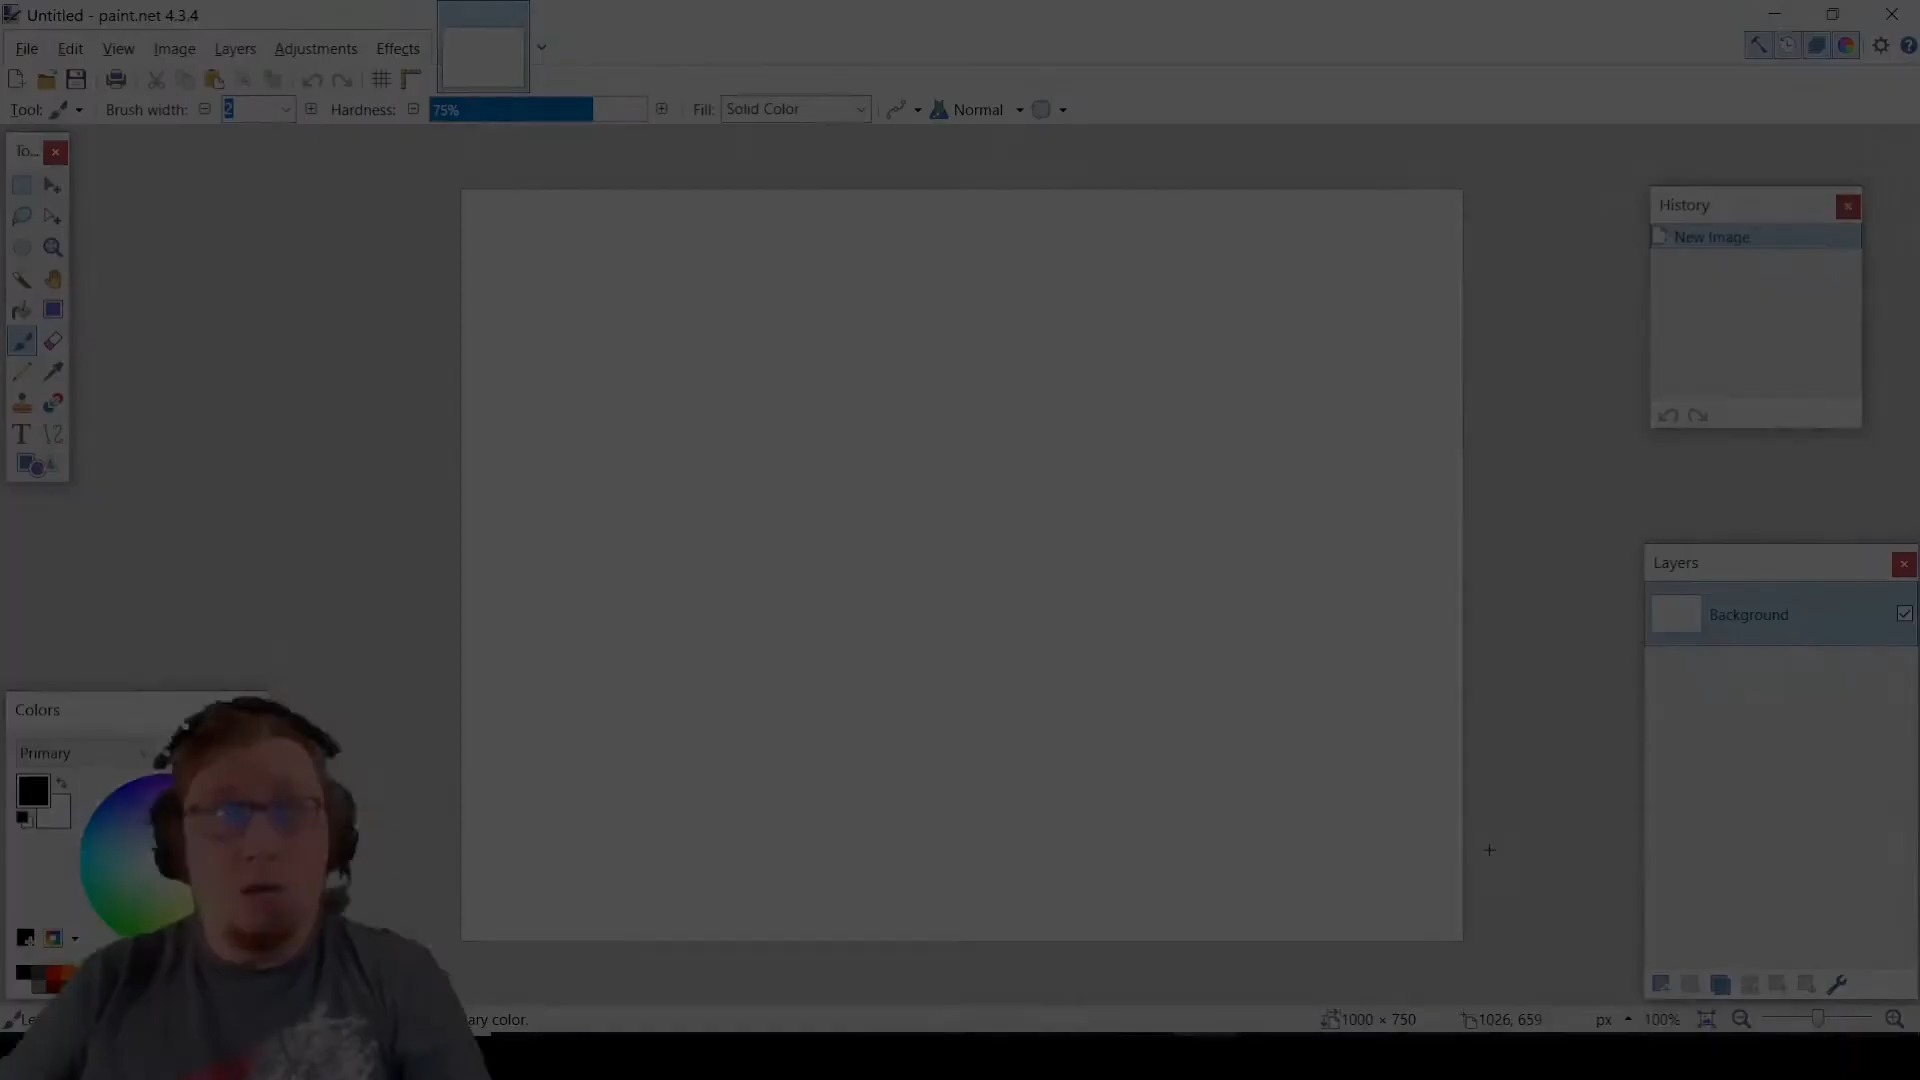 Untitled - paint.net 4.3.4
File Edit View Image Layers Adjustments Effects
Tool: Brush width: 2 Hardness: 75% Fill: Solid Color Normal
To...
History
New Image
Layers
Background
Colors
Primary
ary color.
1000 × 750 1026, 659 px 100%